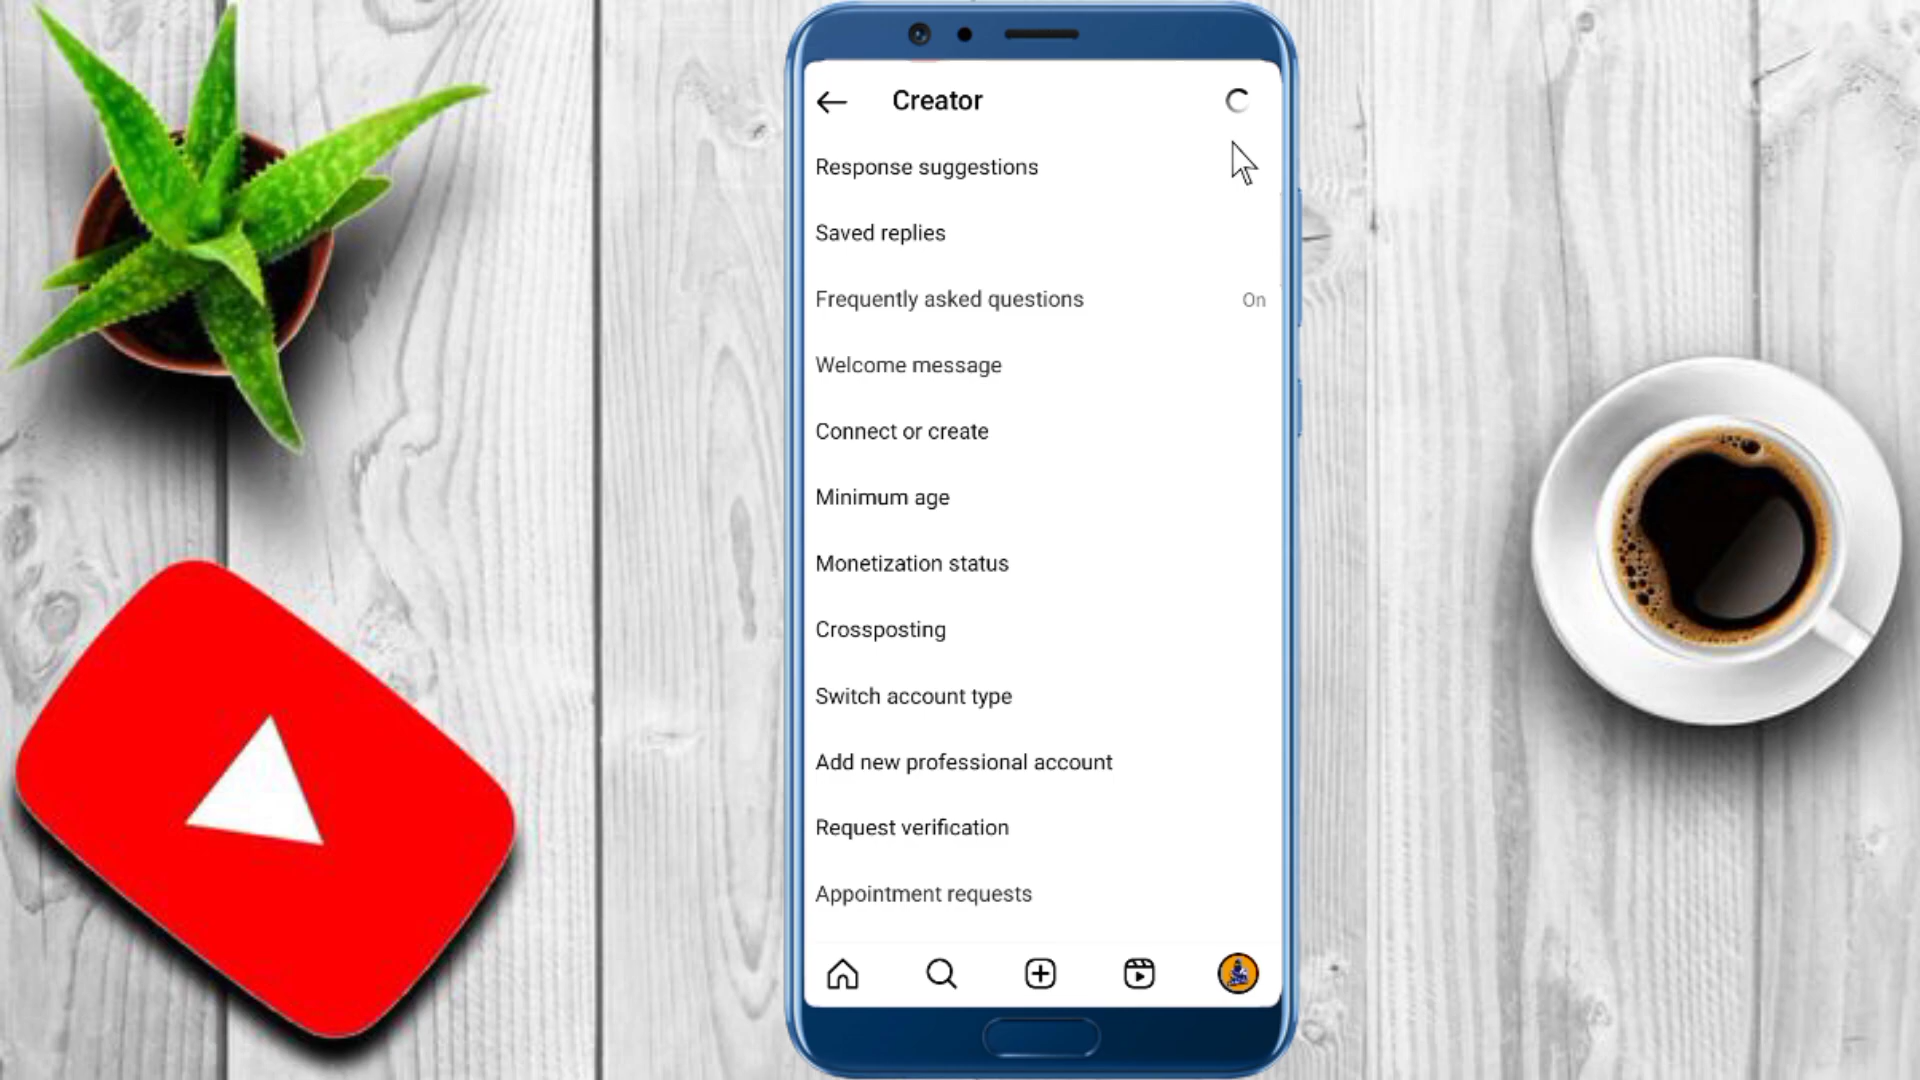 Creator
Response suggestions
Saved replies
Frequently asked questions On
Welcome message
Connect or create
Minimum age
Monetization status
Crossposting
Switch account type
Add new professional account
Request verification
Appointment requests